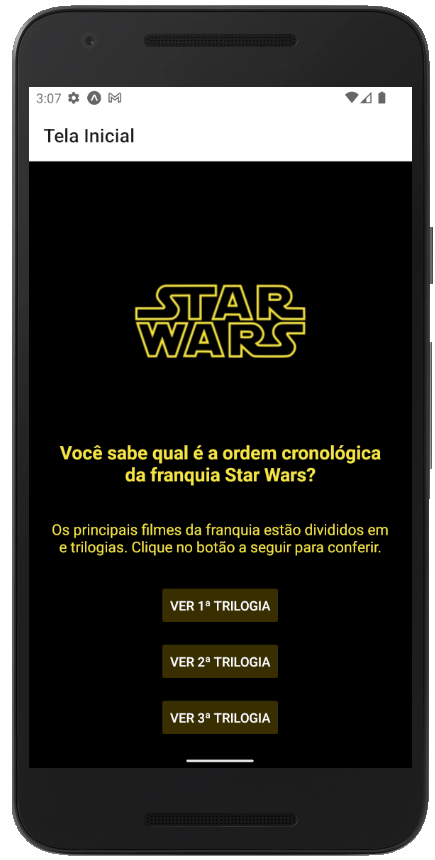 3:07
Tela Inicial
STAR
WARS
Você sabe qual é a ordem cronológica
da franquia Star Wars?
Os principais filmes da franquia estão divididos em
e trilogias. Clique no botão a seguir para conferir.
VER 1ª TRILOGIA
VER 2ª TRILOGIA
VER 3ª TRILOGIA